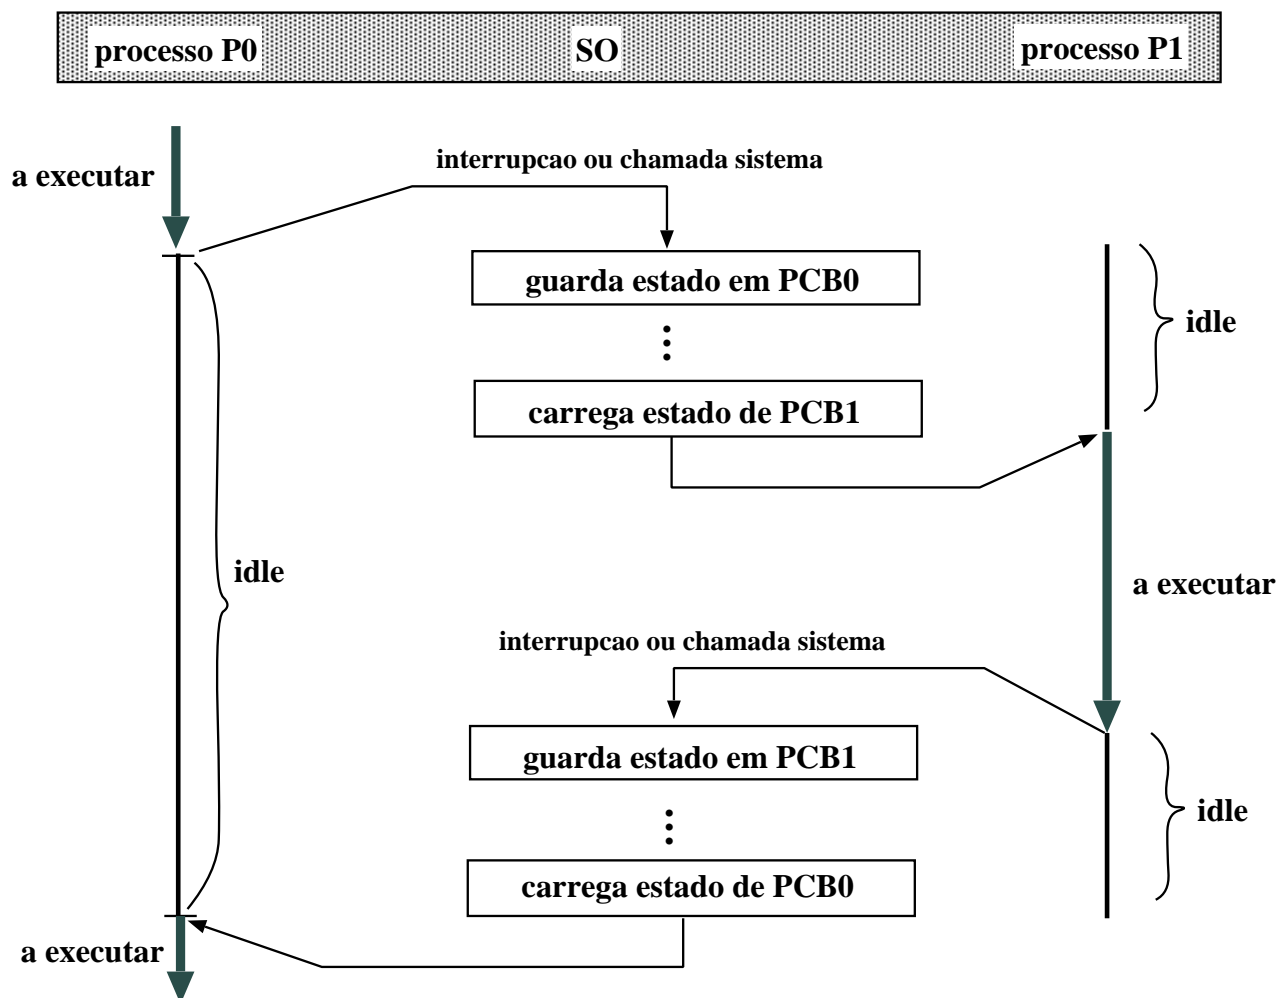 processo P0
SO
processo P1
a executar
interrupcao ou chamada sistema
guarda estado em PCB0
idle
carrega estado de PCB1
idle
a executar
interrupcao ou chamada sistema
guarda estado em PCB1
idle
carrega estado de PCB0
a executar